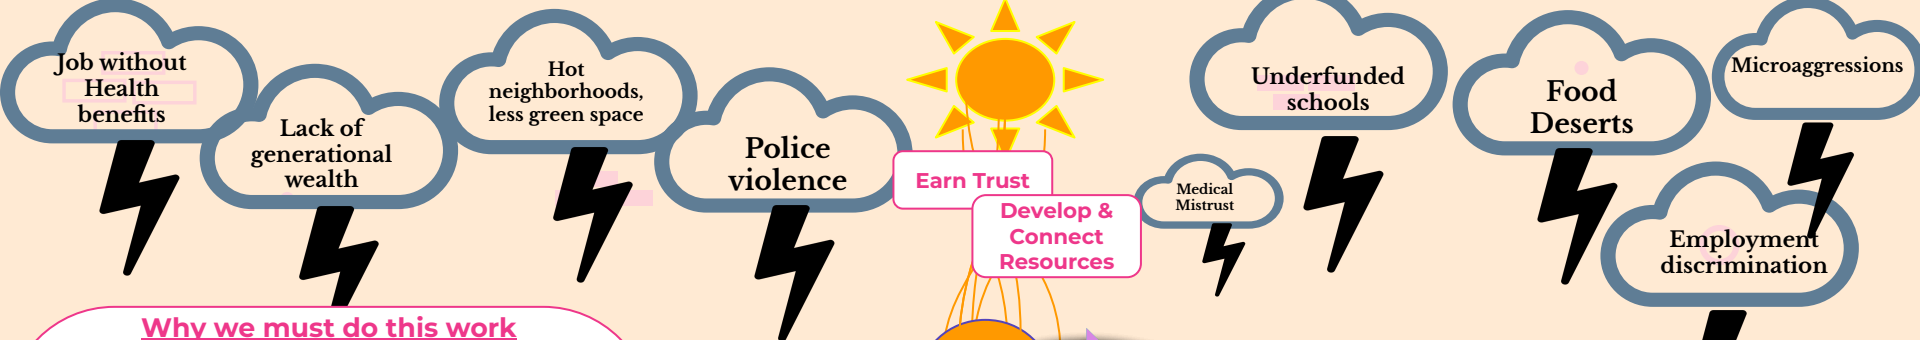 Job without
Health
benefits
Lack of
generational
wealth
Hot
neighborhoods,
less green space
Police
violence
Earn Trust
Develop &
Connect
Resources
Medical
Mistrust
Underfunded
schools
Food
Deserts
Microaggressions
Employment
discrimination
Why we must do this work